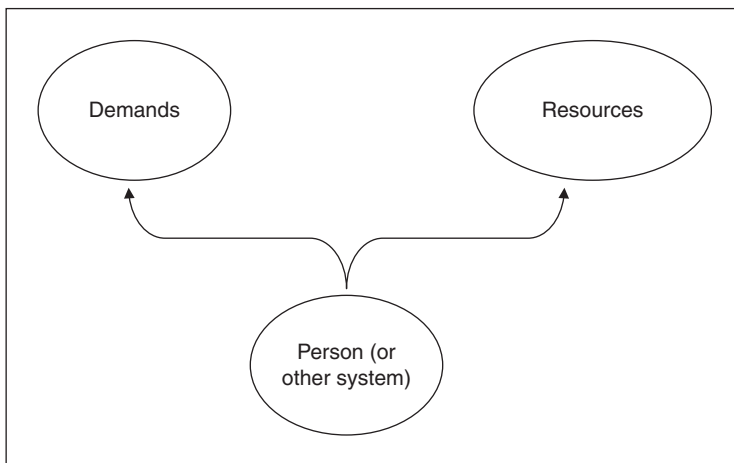 Demands
Resources
Person (or
other system)